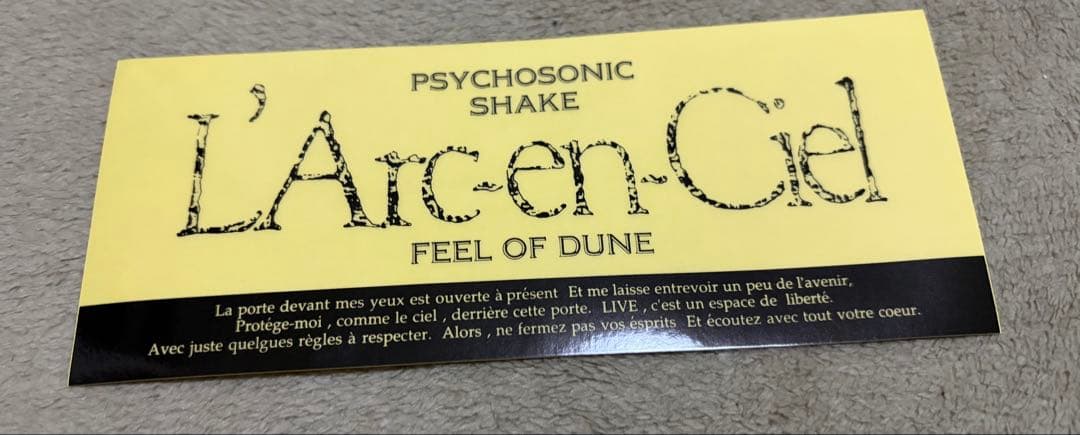 PSYCHOSONIC
SHAKE
L'Arc-en-Ciel
FEEL OF DUNE
La porte devant mes yeux est ouverte à présent Et me laisse entrevoir un peu de l'avenir,
Protége-moi , comme le ciel , derrière cette porte. LIVE , c'est un espace de liberté.
Avec juste quelgues règles à respecter. Alors , ne fermez pas vos ésprits Et écoutez avec tout votre coeur.